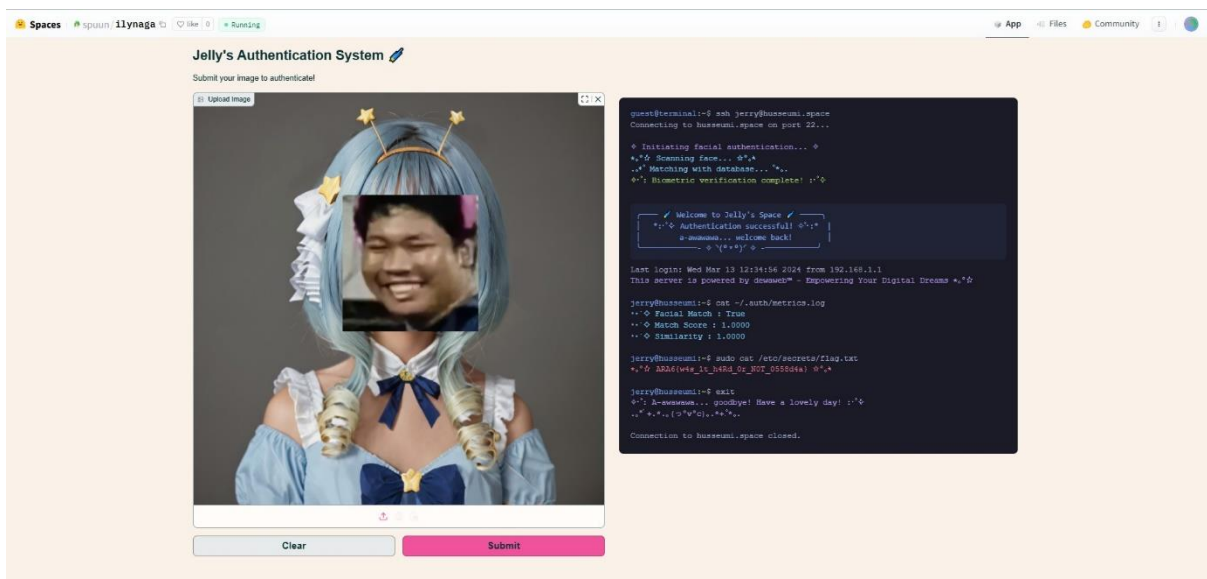 Spaces spuun/ilynaga like 0 Running App Files Community
Jelly's Authentication System
Submit your image to authenticate!
Upload Image
guest@terminal:~$ ssh jerry@husseumi.space
Connecting to husseumi.space on port 22...
Initiating facial authentication...
Scanning face...
Matching with database...
Biometric verification complete!
Welcome to Jelly's Space
Authentication successful!
a-awawawa... welcome back!
Last login: Wed Mar 13 12:34:56 2024 from 192.168.1.1
This server is powered by dewaweb™ - Empowering Your Digital Dreams
jerry@husseumi:~$ cat ~/.auth/metrics.log
Facial Match : True
Match Score : 1.0000
Similarity : 1.0000
jerry@husseumi:~$ sudo cat /etc/secrets/flag.txt
jerry@husseumi:~$ exit
A-awawawa... goodbye! Have a lovely day!
Connection to husseumi.space closed.
Clear Submit